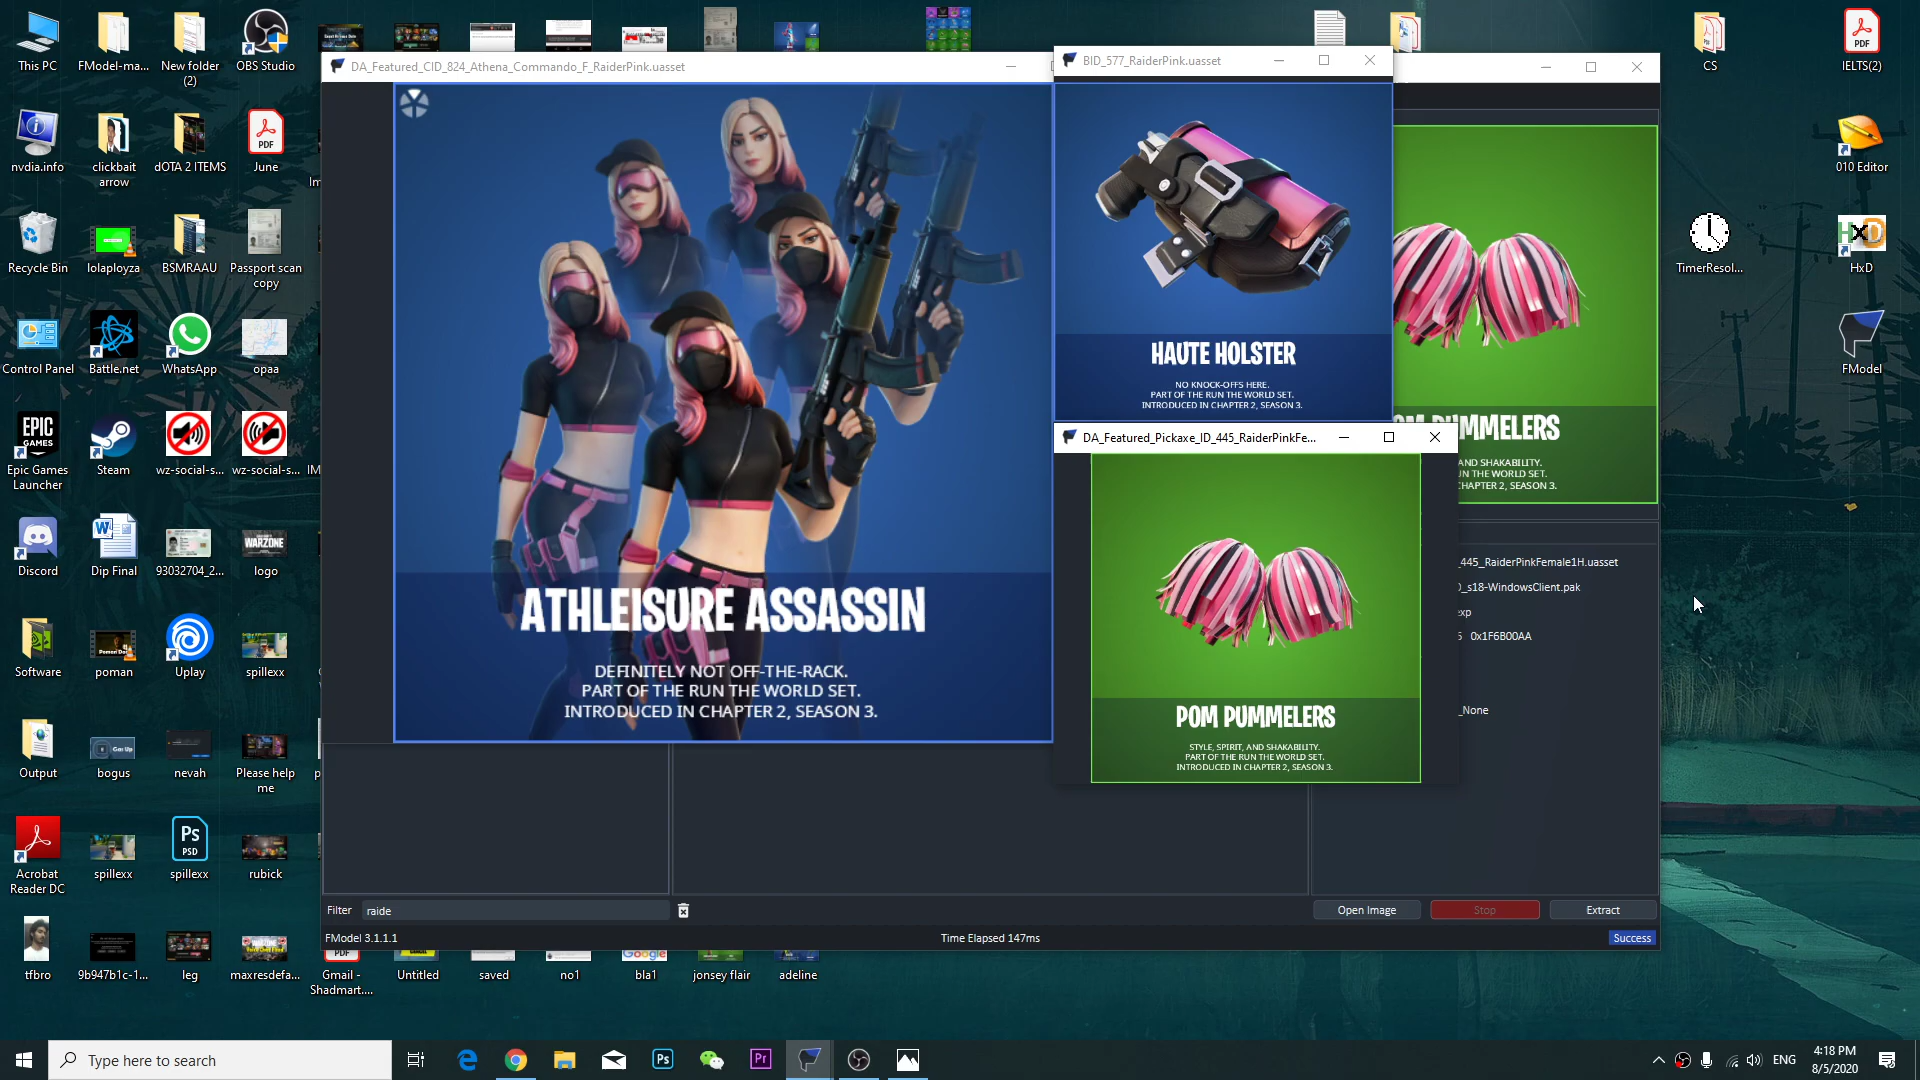 This PC
FModel-ma...
New folder
(2)
OBS Studio
CS
IELTS(2)
nvdia.info
clickbait
arrow
dOTA 2 ITEMS
June
010 Editor
Recycle Bin
lolaployza
BSMRAAU
Passport scan
copy
TimerResol...
HxD
Control Panel
Battle.net
WhatsApp
opaa
FModel
Epic Games
Launcher
Steam
wz-social-s...
wz-social-s...
Discord
Dip Final
93032704_2...
logo
Software
poman
Uplay
spillexx
Output
bogus
nevah
Please help
me
Acrobat
Reader DC
spillexx
spillexx
rubick
tfbro
9b947b1c-1...
leg
maxresdefa...
Gmail -
Shadmart....
Untitled
saved
no1
bla1
jonsey flair
adeline
DA_Featured_CID_824_Athena_Commando_F_RaiderPink.uasset
ATHLEISURE ASSASSIN
DEFINITELY NOT OFF-THE-RACK.
PART OF THE RUN THE WORLD SET.
INTRODUCED IN CHAPTER 2, SEASON 3.
BID_577_RaiderPink.uasset
HAUTE HOLSTER
NO KNOCK-OFFS HERE.
PART OF THE RUN THE WORLD SET.
INTRODUCED IN CHAPTER 2, SEASON 3.
DA_Featured_Pickaxe_ID_445_RaiderPinkFe...
POM PUMMELERS
STYLE, SPIRIT, AND SHAKABILITY.
PART OF THE RUN THE WORLD SET.
INTRODUCED IN CHAPTER 2, SEASON 3.
PUMMELERS
AND SHAKABILITY.
UN THE WORLD SET.
CHAPTER 2, SEASON 3.
_445_RaiderPinkFemale1H.uasset
_s18-WindowsClient.pak
0x1F6B00AA
_None
Filter
raide
Open Image
Stop
Extract
FModel 3.1.1.1
Time Elapsed 147ms
Success
Type here to search
ENG
4:18 PM
8/5/2020